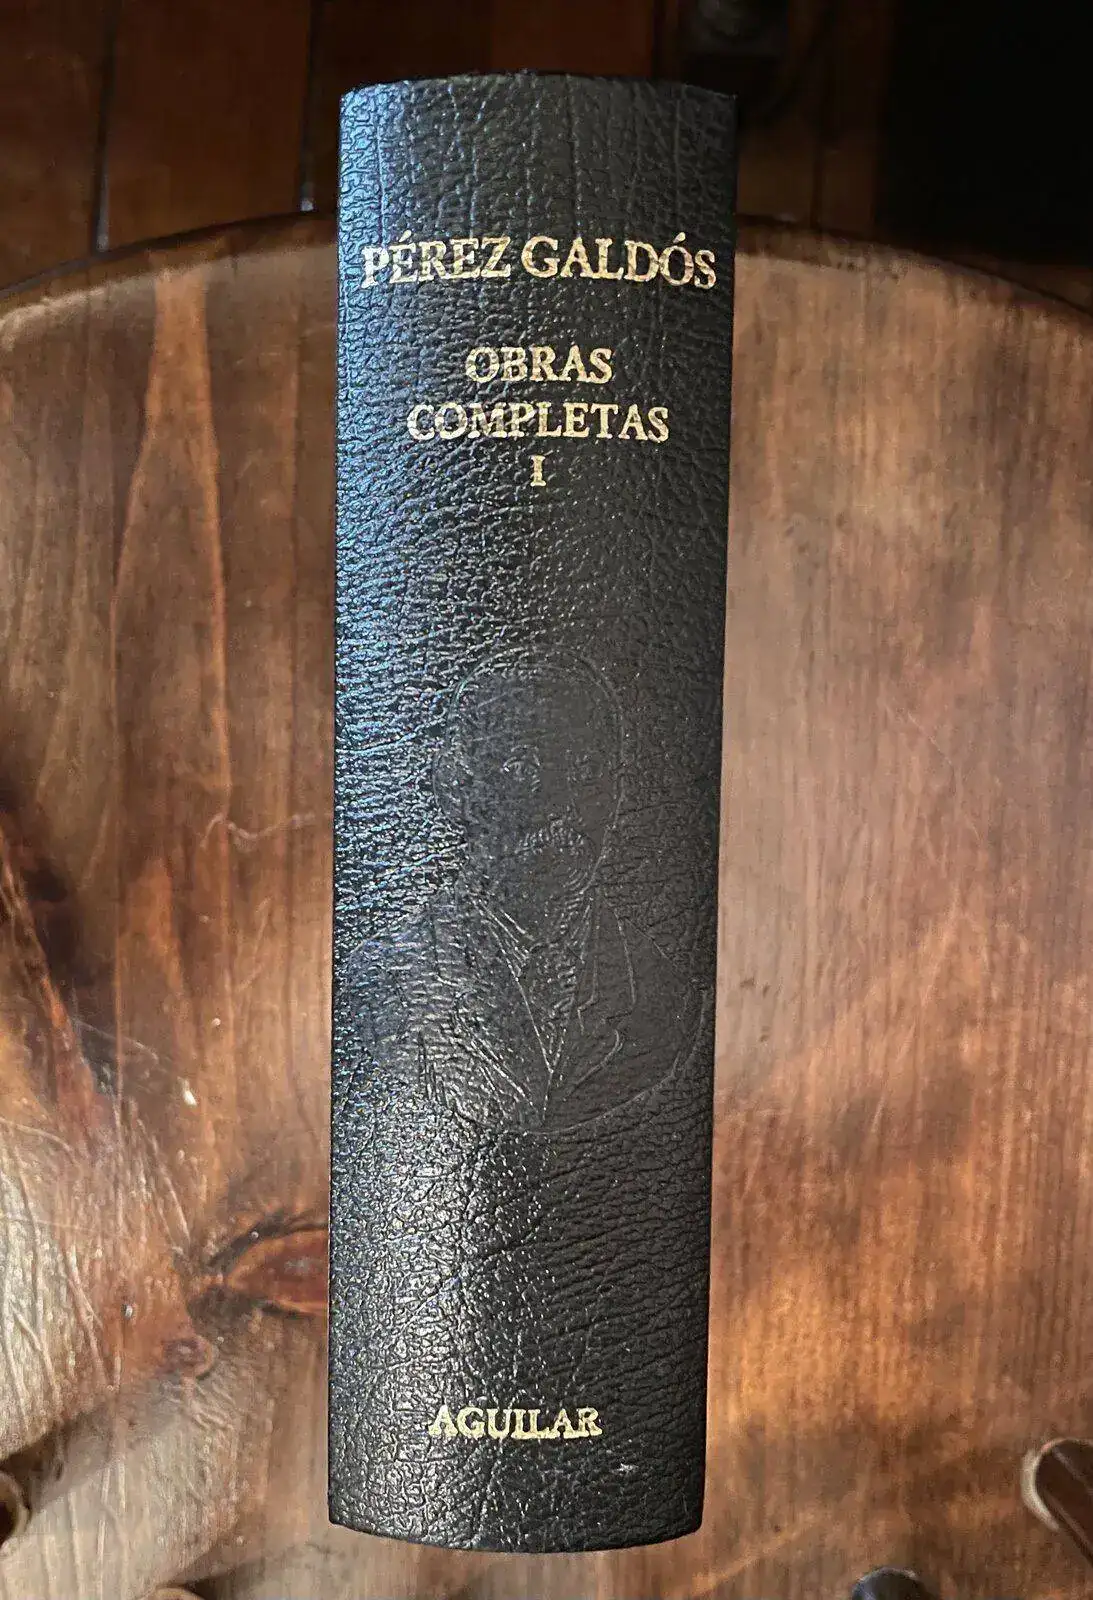 PÉREZ GALDÓS
OBRAS
COMPLETAS
I
AGUILAR